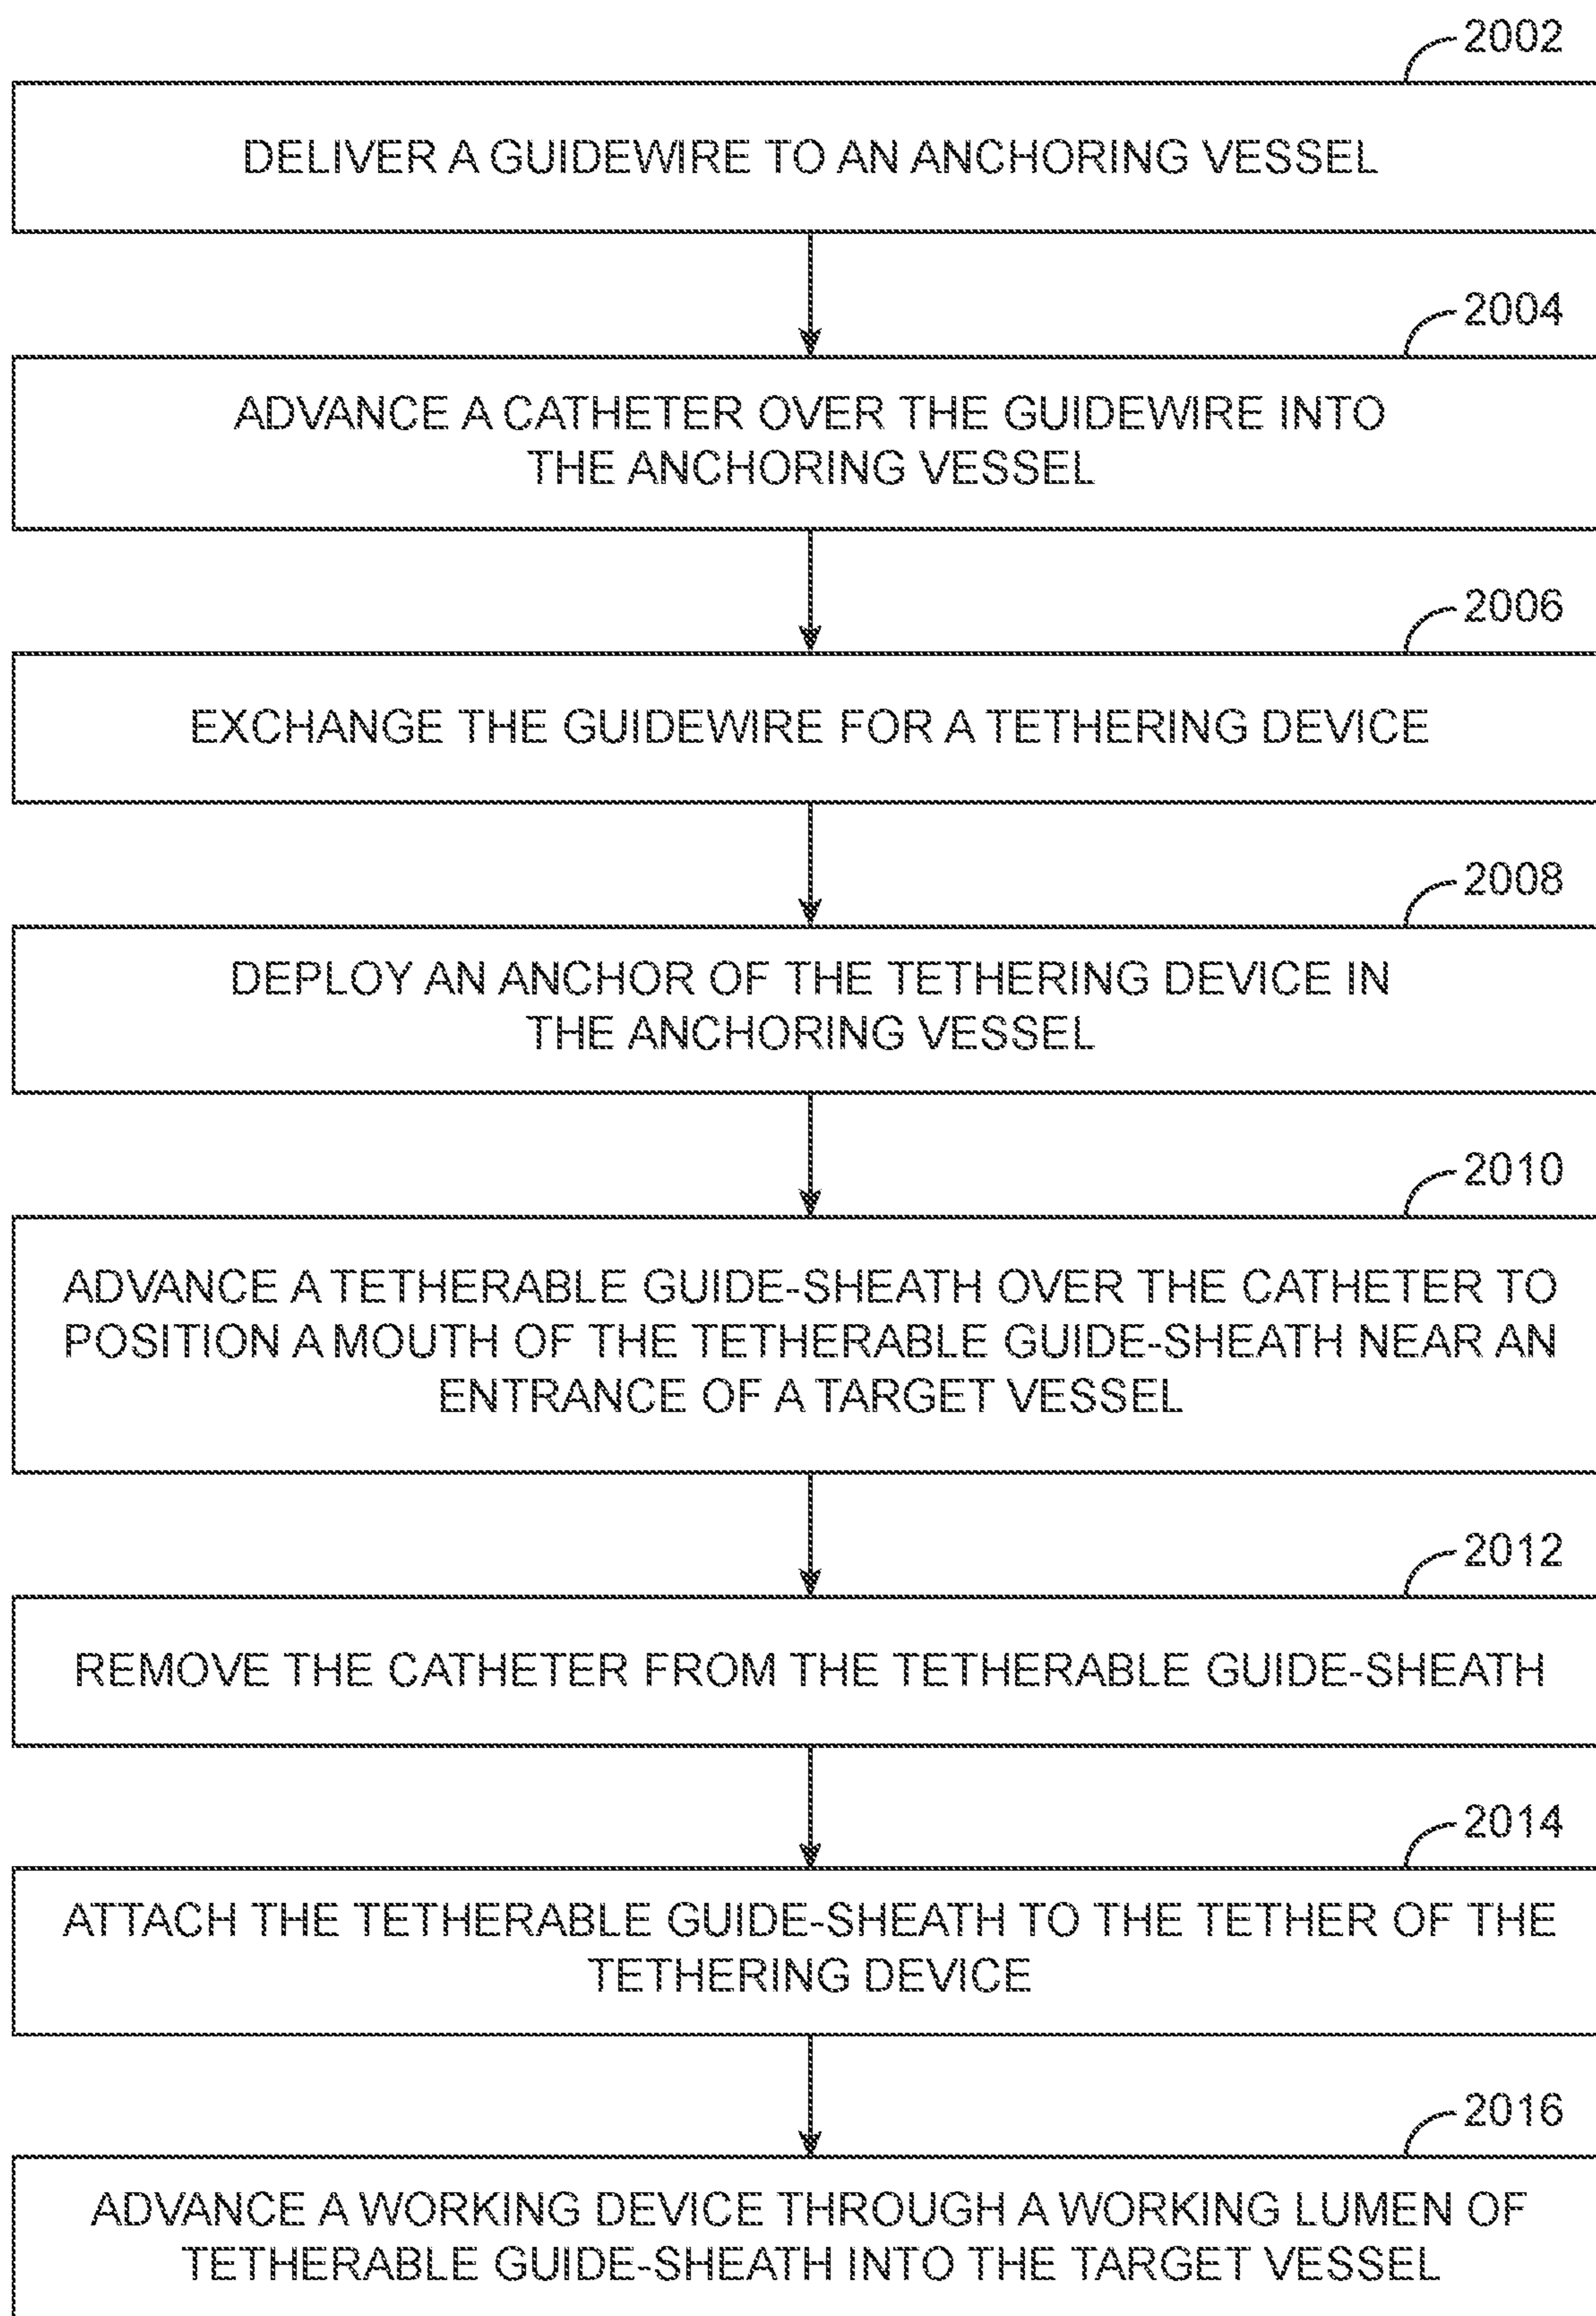 2002
DELIVER A GUIDEWIRE TO AN ANCHORING VESSEL
2004
ADVANCE A CATHETER OVER THE GUIDEWIRE INTO
THE ANCHORING VESSEL
2006
EXCHANGE THE GUIDEWIRE FOR A TETHERING DEVICE
2008
DEPLOY AN ANCHOR OF THE TETHERING DEVICE IN
THE ANCHORING VESSEL
2010
ADVANCE A TETHERABLE GUIDE-SHEATH OVER THE CATHETER TO
POSITION A MOUTH OF THE TETHERABLE GUIDE-SHEATH NEAR AN
ENTRANCE OF A TARGET VESSEL
2012
REMOVE THE CATHETER FROM THE TETHERABLE GUIDE-SHEATH
2014
ATTACH THE TETHERABLE GUIDE-SHEATH TO THE TETHER OF THE
TETHERING DEVICE
2016
ADVANCE A WORKING DEVICE THROUGH A WORKING LUMEN OF
TETHERABLE GUIDE-SHEATH INTO THE TARGET VESSEL